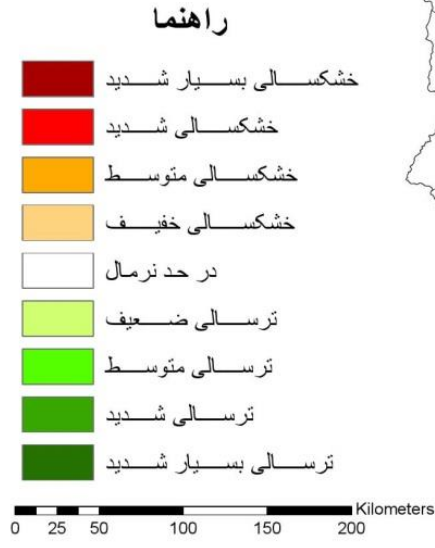 راهنما
خشکسالی بسیار شدید
خشکسالی شدید
خشکسالی متوسط
خشکسالی خفیف
در حد نرمال
ترسالی ضعیف
ترسالی متوسط
ترسالی شدید
ترسالی بسیار شدید
Kilometers
0 25 50 100 150 200